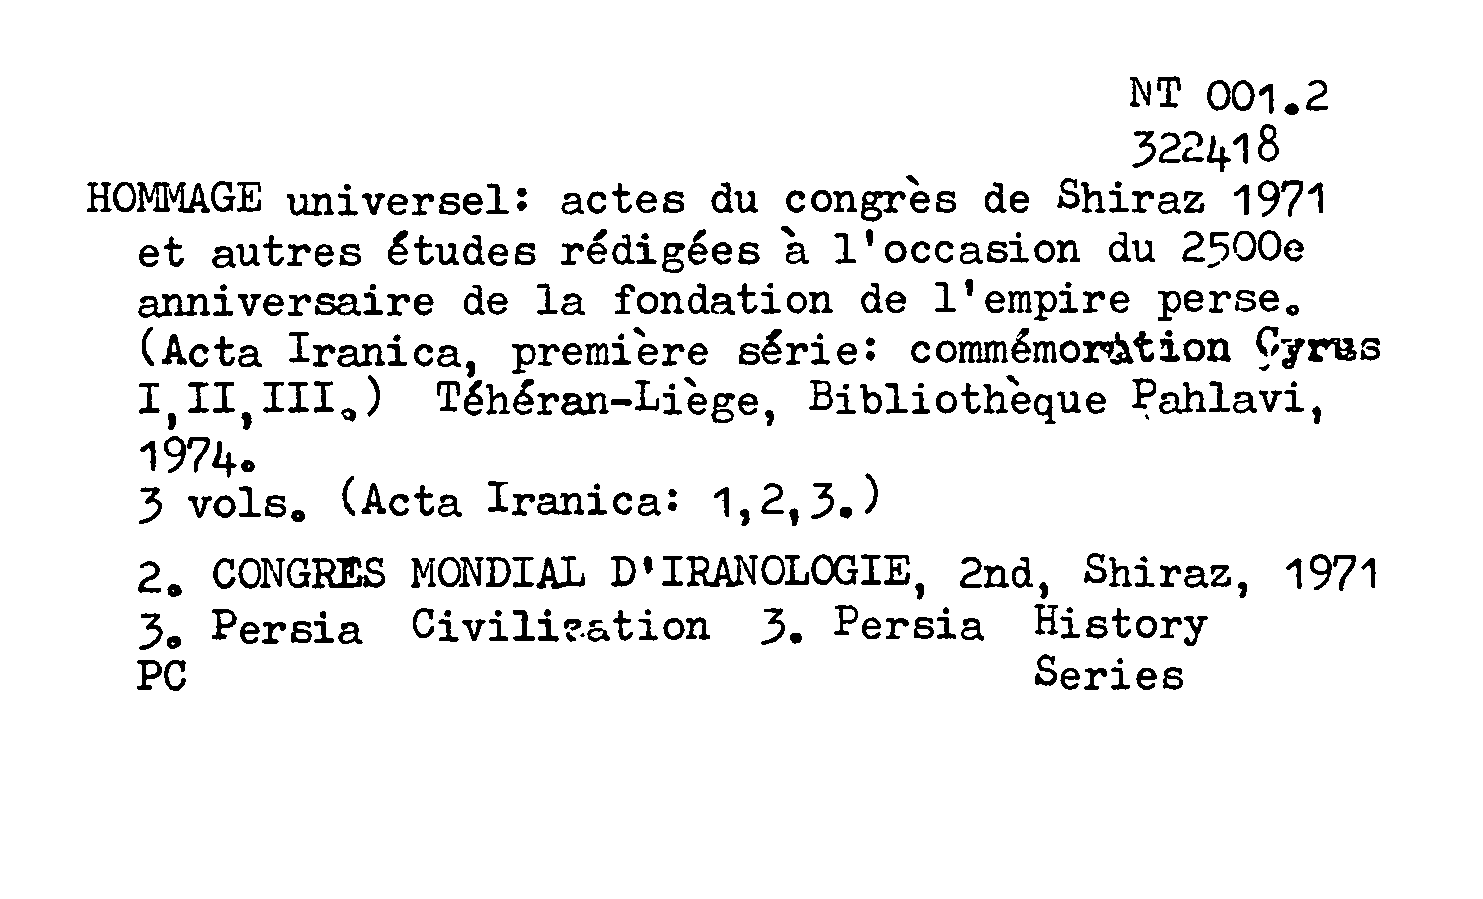 NT 001.2
322418
HOMMAGE universel: actes du congrès de Shiraz 1971
et autres études rédigées à l'occasion du 2500e
anniversaire de la fondation de l'empire perse.
(Acta Iranica, première série: commémoration Cyrus
I,II,III.) Téhéran-Liège, Bibliothèque Pahlavi,
1974.
3 vols. (Acta Iranica: 1,2,3.)
2. CONGRES MONDIAL D'IRANOLOGIE, 2nd, Shiraz, 1971
3. Persia Civilization 3. Persia History
PC Series